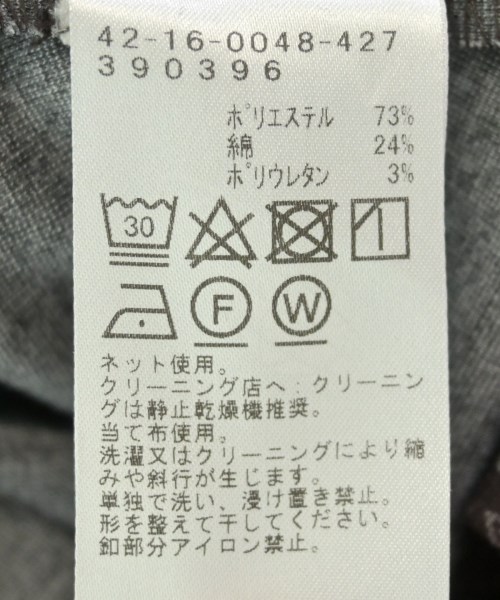 42-16-0048-427
390396
ポリエステル 73%
綿 24%
ポリウレタン 3%
30
F W
ネット使用。
クリーニング店へ：クリーニン
グは静止乾燥機推奨。
当て布使用。
洗濯又はクリーニングにより縮
みや斜行が生じます。
単独で洗い、浸け置き禁止。
形を整えて干してください。
釦部分アイロン禁止。